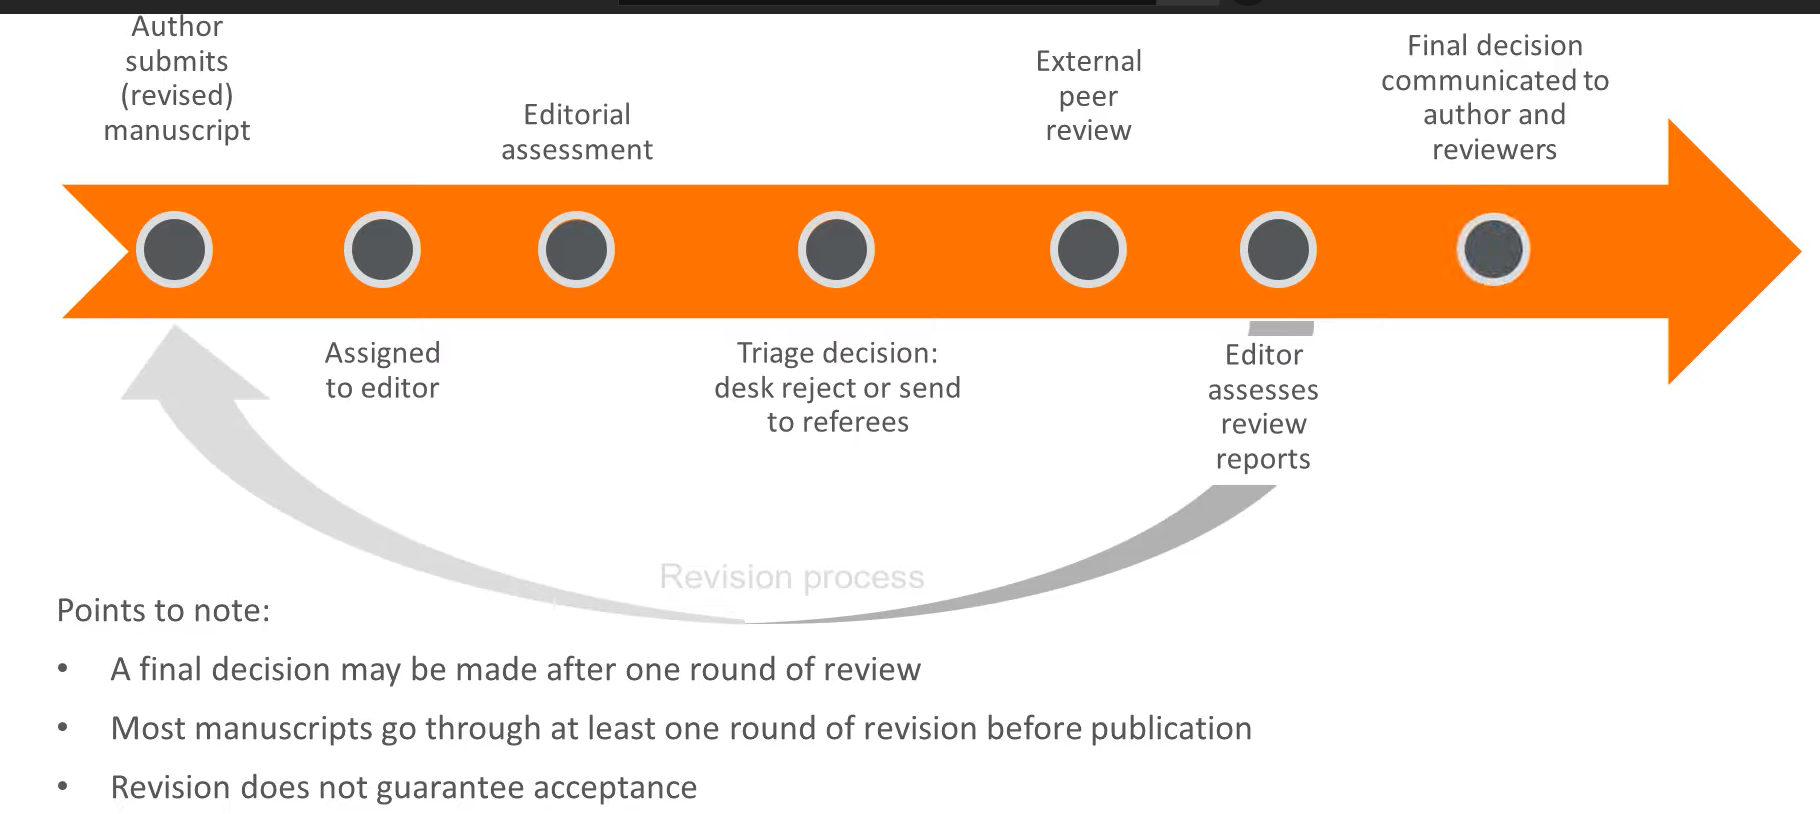 Author
submits
(revised)
manuscript
Editorial
assessment
External
peer
review
Final decision
communicated to
author and
reviewers
Assigned
to editor
Triage decision:
desk reject or send
to referees
Editor
assesses
review
reports
Revision process
Points to note:
• A final decision may be made after one round of review
• Most manuscripts go through at least one round of revision before publication
• Revision does not guarantee acceptance